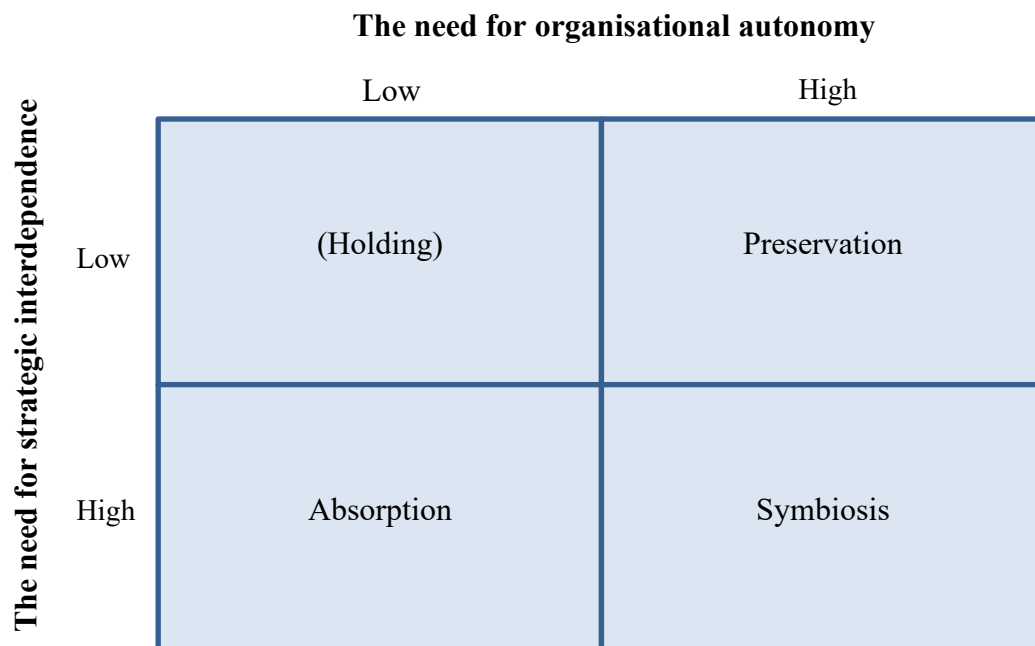 The need for organisational autonomy
Low High
The need for strategic interdependence
Low
(Holding) Preservation
High
Absorption Symbiosis